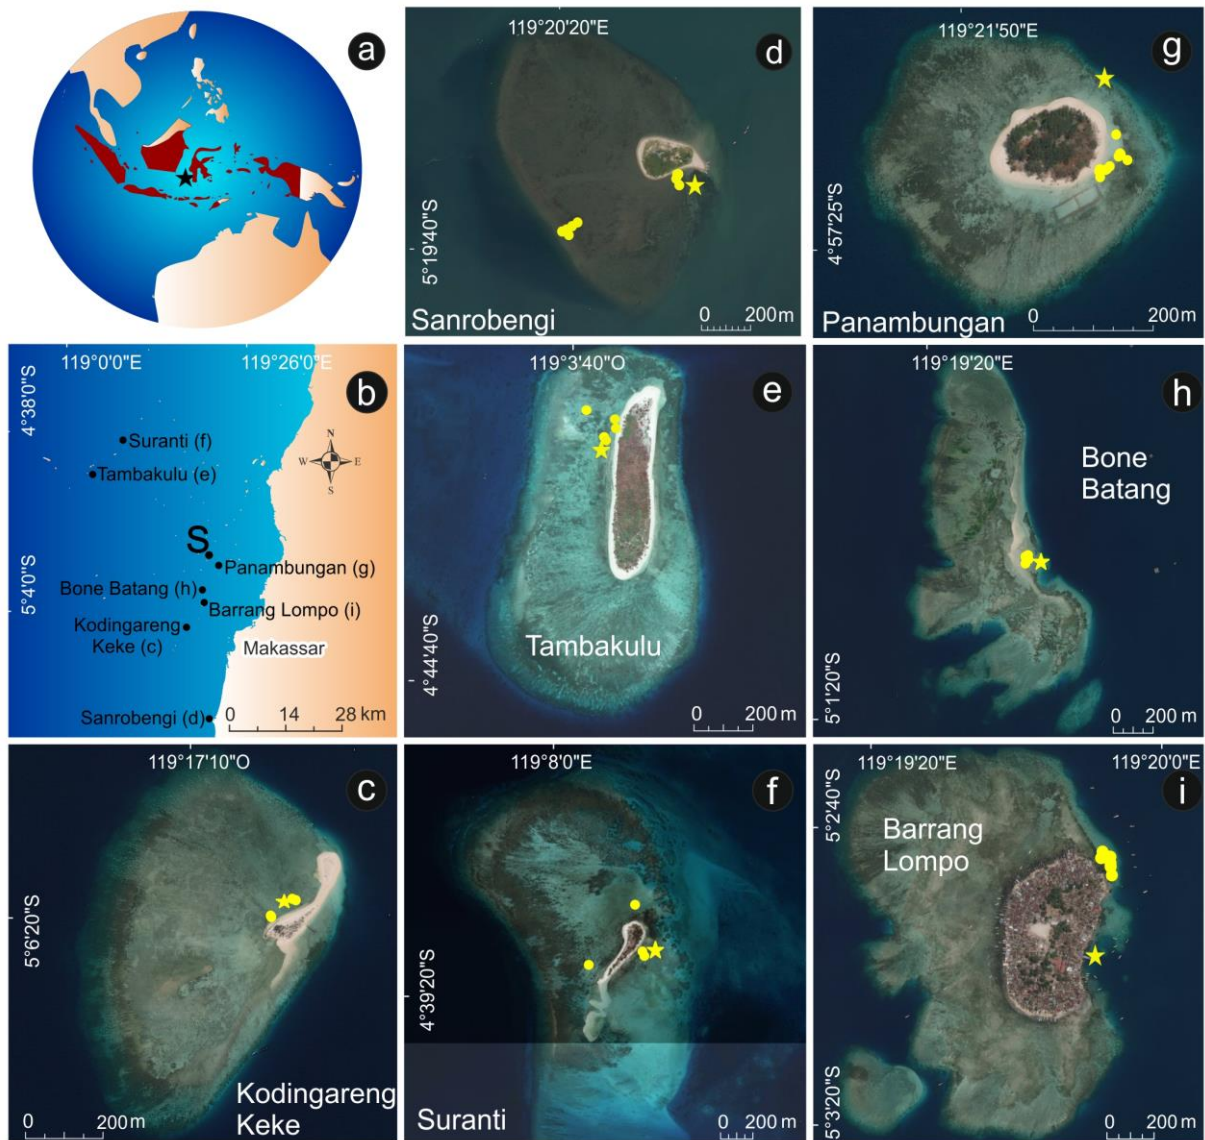 a
119°20'20"E
d
5°19'40"S
Sanrobengi
0 200m
119°21'50"E
g
4°57'25"S
Panambungan
0 200m
119°0'0"E
119°26'0"E
b
4°38'0"S
Suranti (f)
N
W E
S
Tambakulu (e)
S
Panambungan (g)
5°4'0"S
Bone Batang (h)
Barrang Lompo (i)
Kodingareng
Keke (c)
Makassar
Sanrobengi (d)
0 14 28 km
119°3'40"O
e
Tambakulu
4°44'40"S
0 200 m
119°19'20"E
h
Bone
Batang
5°1'20"S
0 200 m
119°17'10"O
c
5°6'20"S
Kodingareng
Keke
0 200m
119°8'0"E
f
4°39'20"S
Suranti
0 200 m
119°19'20"E
119°20'0"E
i
5°2'40"S
Barrang
Lompo
5°3'20"S
0 200 m